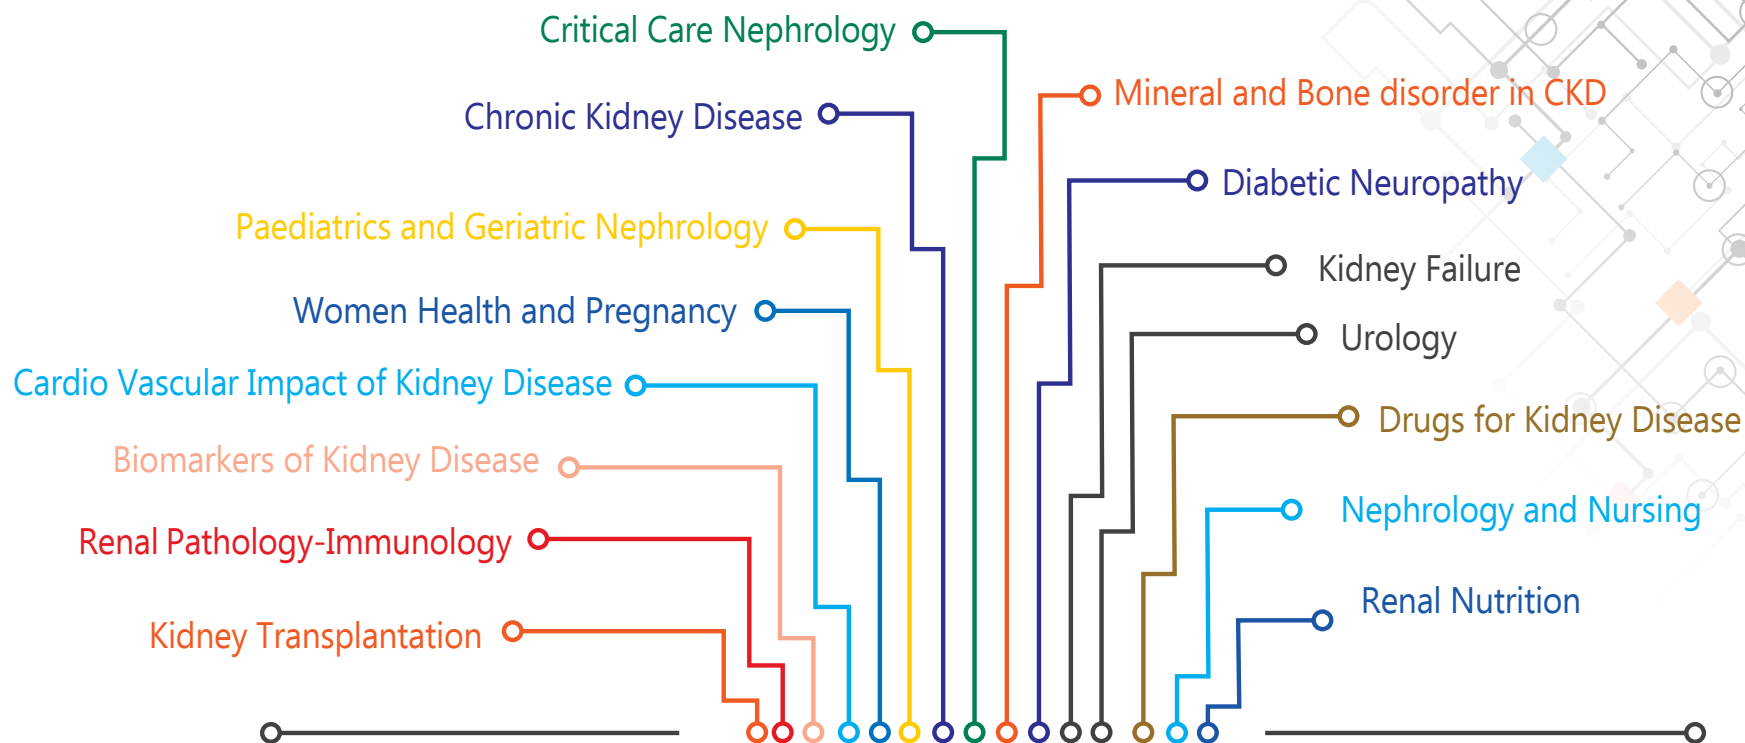 Critical Care Nephrology
Mineral and Bone disorder in CKD
Chronic Kidney Disease
Diabetic Neuropathy
Paediatrics and Geriatric Nephrology
Kidney Failure
Women Health and Pregnancy
Urology
Cardio Vascular Impact of Kidney Disease
Drugs for Kidney Disease
Biomarkers of Kidney Disease
Nephrology and Nursing
Renal Pathology-Immunology
Renal Nutrition
Kidney Transplantation